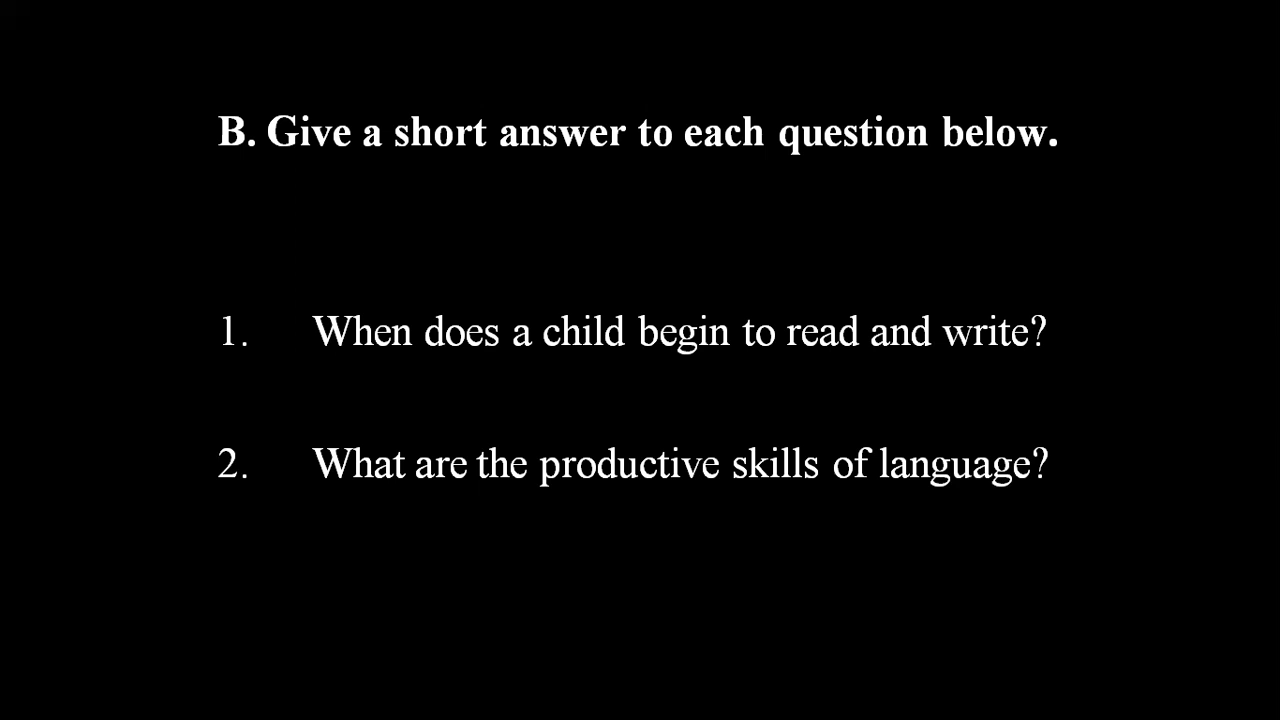 B. Give a short answer to each question below.
1. When does a child begin to read and write?
2. What are the productive skills of language?